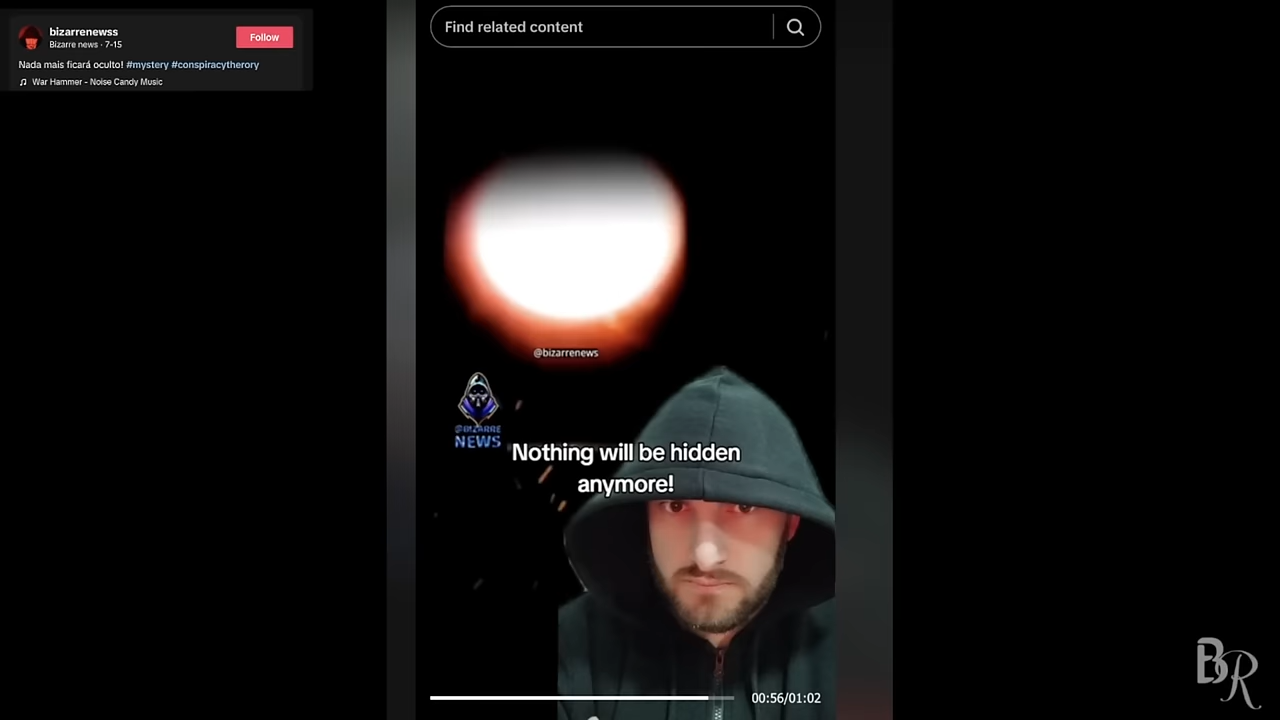 bizarrenewss
Bizarre news · 7-15
Follow
Nada mais ficará oculto! #mystery #conspiracytherory
War Hammer - Noise Candy Music
Find related content
@bizarrenews
@BIZARRE
NEWS
Nothing will be hidden
anymore!
00:56/01:02
BR